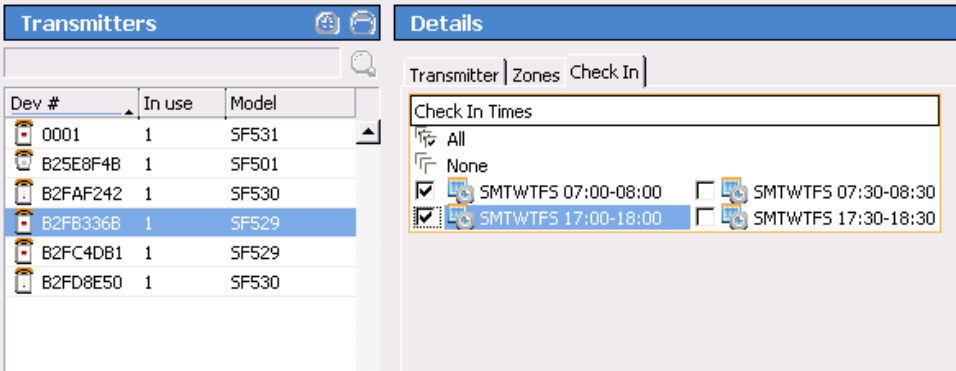 Transmitters
Dev # In use Model
0001 1 SF531
B25E8F4B 1 SF501
B2FAF242 1 SF530
B2FB336B 1 SF529
B2FC4DB1 1 SF529
B2FD8E50 1 SF530
Details
Transmitter Zones Check In
Check In Times
All
None
SMTWTFS 07:00-08:00 SMTWTFS 07:30-08:30
SMTWTFS 17:00-18:00 SMTWTFS 17:30-18:30